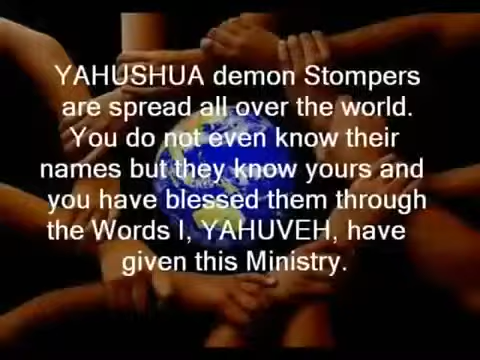 YAHUSHUA demon Stompers
are spread all over the world.
You do not even know their
names but they know yours and
you have blessed them through
the Words I, YAHUVEH, have
given this Ministry.